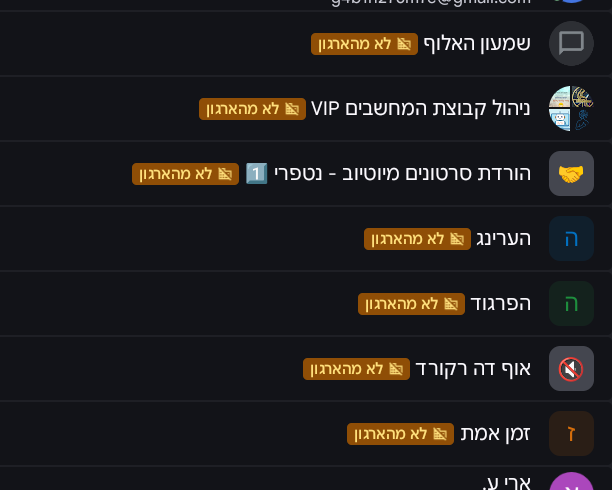 שמעון האלוף לא מהארגון
ניהול קבוצת המחשבים VIP לא מהארגון
הורדת סרטונים מיוטיוב - נטפרי 1️⃣ לא מהארגון
הערינג לא מהארגון
ה
הפרגוד לא מהארגון
ה
אוף דה רקורד לא מהארגון
זמן אמת לא מהארגון
ז
ארי ע.